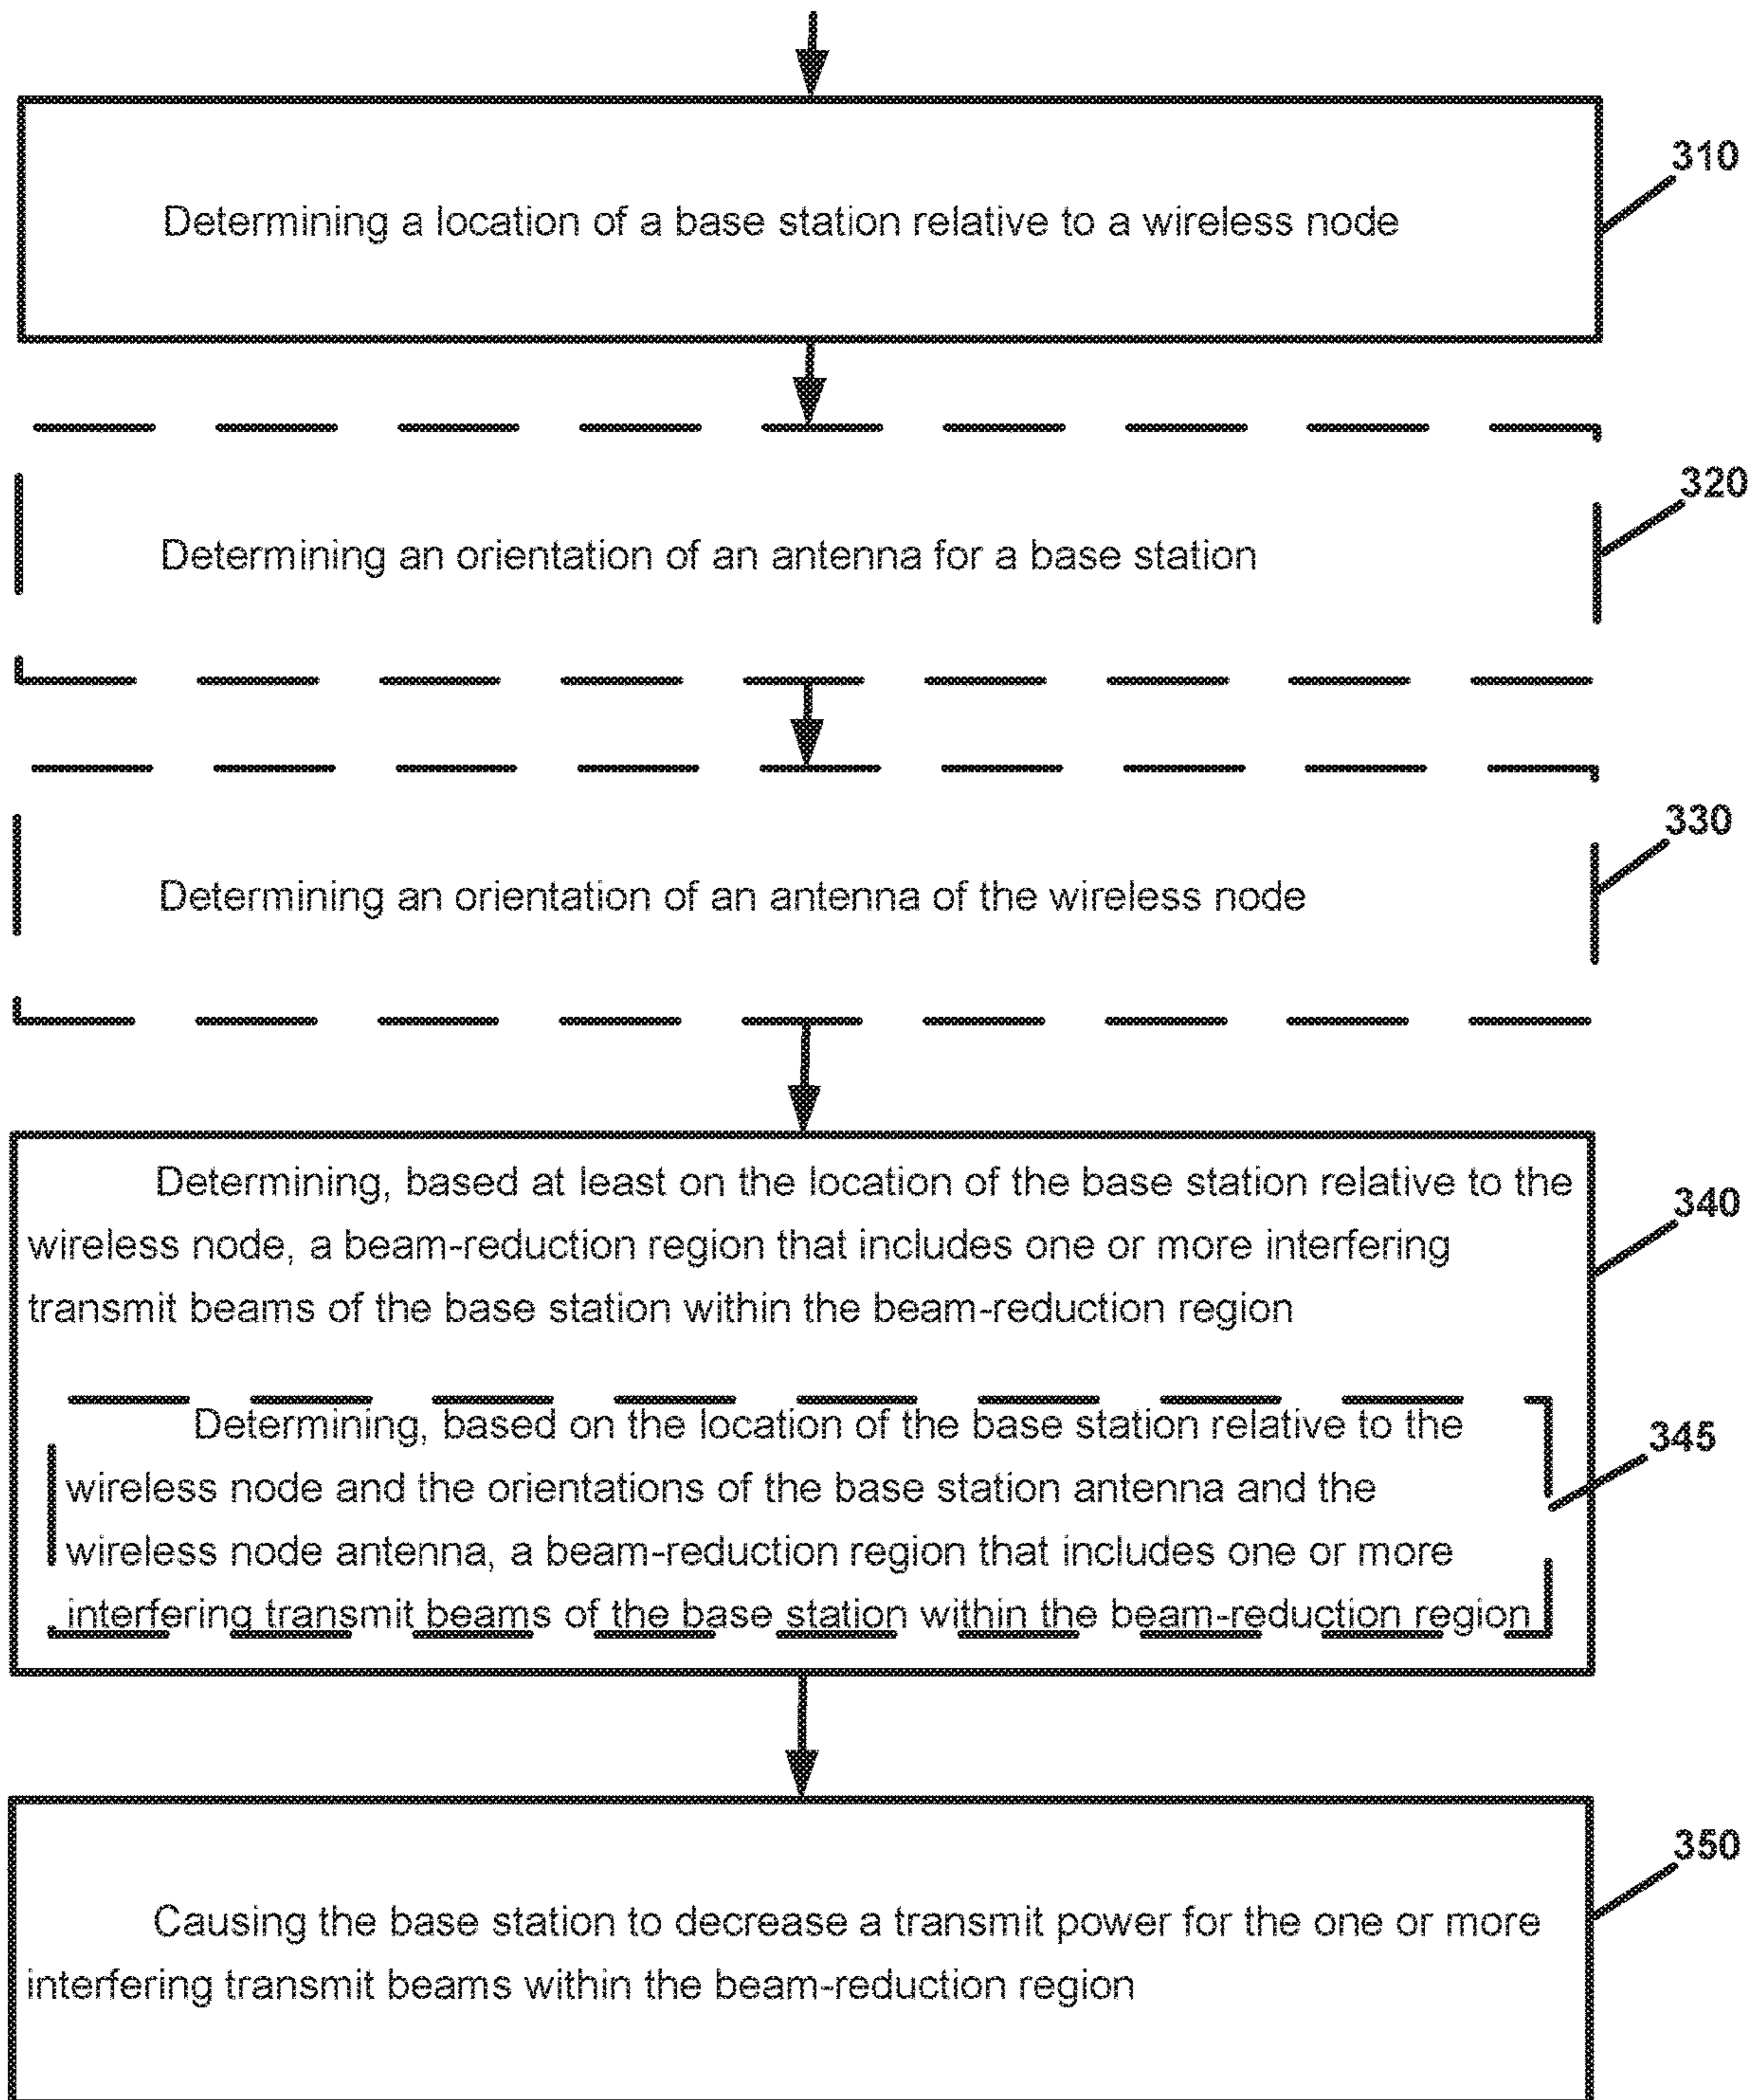 310
Determining a location of a base station relative to a wireless node
320
Determining an orientation of an antenna for a base station
330
Determining an orientation of an antenna of the wireless node
340
Determining, based at least on the location of the base station relative to the
wireless node, a beam-reduction region that includes one or more interfering
transmit beams of the base station within the beam-reduction region
345
Determining, based on the location of the base station relative to the
wireless node and the orientations of the base station antenna and the
wireless node antenna, a beam-reduction region that includes one or more
interfering transmit beams of the base station within the beam-reduction region
350
Causing the base station to decrease a transmit power for the one or more
interfering transmit beams within the beam-reduction region